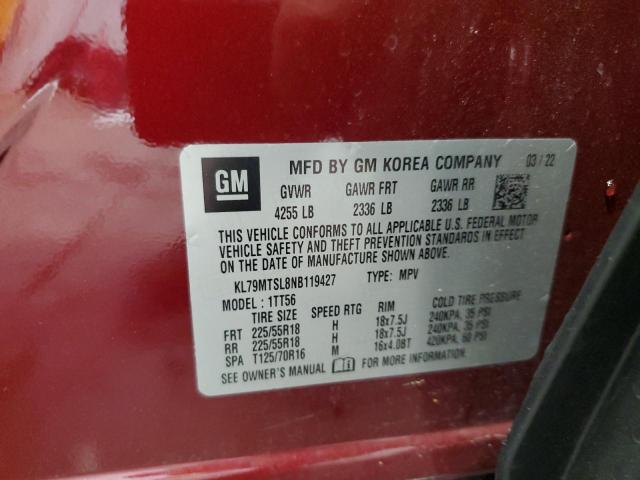 GM MFD BY GM KOREA COMPANY 03 / 22
GVWR GAWR FRT GAWR RR
4255 LB 2336 LB 2336 LB
THIS VEHICLE CONFORMS TO ALL APPLICABLE U.S. FEDERAL MOTOR
VEHICLE SAFETY AND THEFT PREVENTION STANDARDS IN EFFECT
ON THE DATE OF MANUFACTURE SHOWN ABOVE.
KL79MTSL8NB119427 TYPE: MPV
MODEL : 1TT56
TIRE SIZE SPEED RTG RIM COLD TIRE PRESSURE
FRT 225/55R18 H 18x7.5J 240KPA, 35 PSI
RR 225/55R18 H 18x7.5J 240KPA, 35 PSI
SPA T125/70R16 M 16x4.0BT 420KPA, 60 PSI
SEE OWNER'S MANUAL FOR MORE INFORMATION.